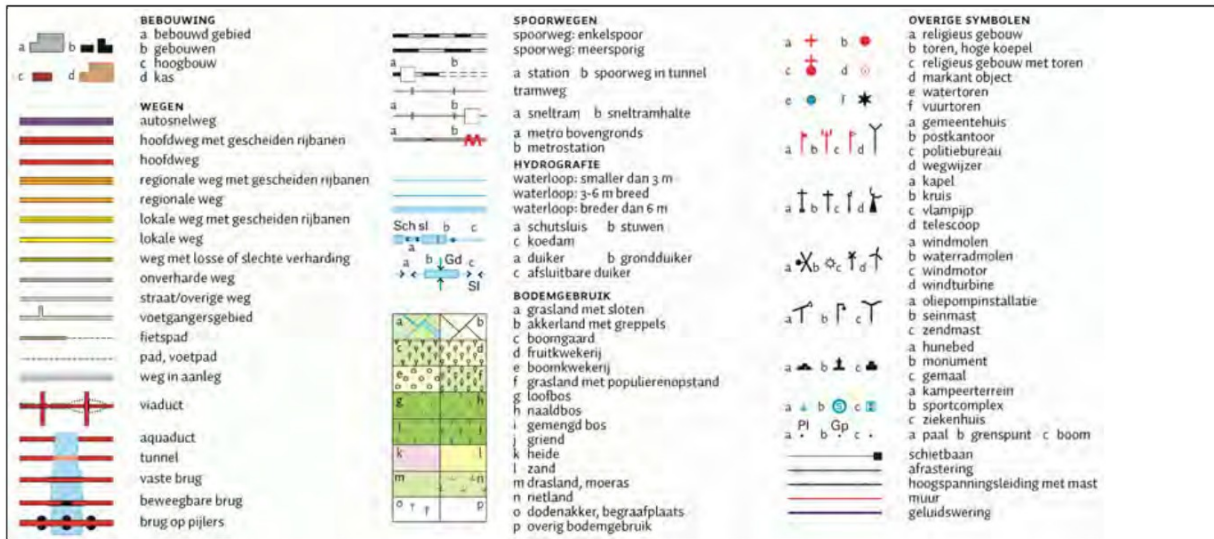 BEBOUWING
a bebouwd gebied
a b
b gebouwen
c hoogbouw
c d
d kas
WEGEN
autosnelweg
hoofdweg met gescheiden rijbanen
hoofdweg
regionale weg met gescheiden rijbanen
regionale weg
lokale weg met gescheiden rijbanen
lokale weg
weg met losse of slechte verharding
onverharde weg
straat/overige weg
voetgangersgebied
fietspad
pad, voetpad
weg in aanleg
viaduct
aquaduct
tunnel
vaste brug
beweegbare brug
brug op pijlers
SPOORWEGEN
spoorweg: enkelspoor
spoorweg: meersporig
a b
a station b spoorweg in tunnel
tramweg
a b
a sneltram b sneltramhalte
a b
a metro bovengronds
b metrostation
HYDROGRAFIE
waterloop: smaller dan 3 m
waterloop: 3-6 m breed
waterloop: breder dan 6 m
Sch sl b c
a
a schutsluis b stuwen
c koedam
a b Gd c
Sl
a duiker b grondduiker
c afsluitbare duiker
BODEMGEBRUIK
a b
a grasland met sloten
b akkerland met greppels
c d
c boomgaard
d fruitkwekerij
e f
e boomkwekerij
f grasland met populierenopstand
g h
g loofbos
h naaldbos
i j
i gemengd bos
j griend
k l
k heide
l zand
m n
m drasland, moeras
n rietland
o p
o dodenakker, begraafplaats
p overig bodemgebruik
OVERIGE SYMBOLEN
a b
a religieus gebouw
b toren, hoge koepel
c d
c religieus gebouw met toren
d markant object
e f
e watertoren
f vuurtoren
a b c d
a gemeentehuis
b postkantoor
c politiebureau
d wegwijzer
a b c d
a kapel
b kruis
c vlampijp
d telescoop
a b c d
a windmolen
b waterradmolen
c windmotor
d windturbine
a b c
a oliepompinstallatie
b seinmast
c zendmast
a b c
a hunebed
b monument
c gemaal
a b c
a kampeerterrein
b sportcomplex
c ziekenhuis
Pl Gp
a b c
a paal b grenspunt c boom
schietbaan
afrastering
hoogspanningsleiding met mast
muur
geluidswering